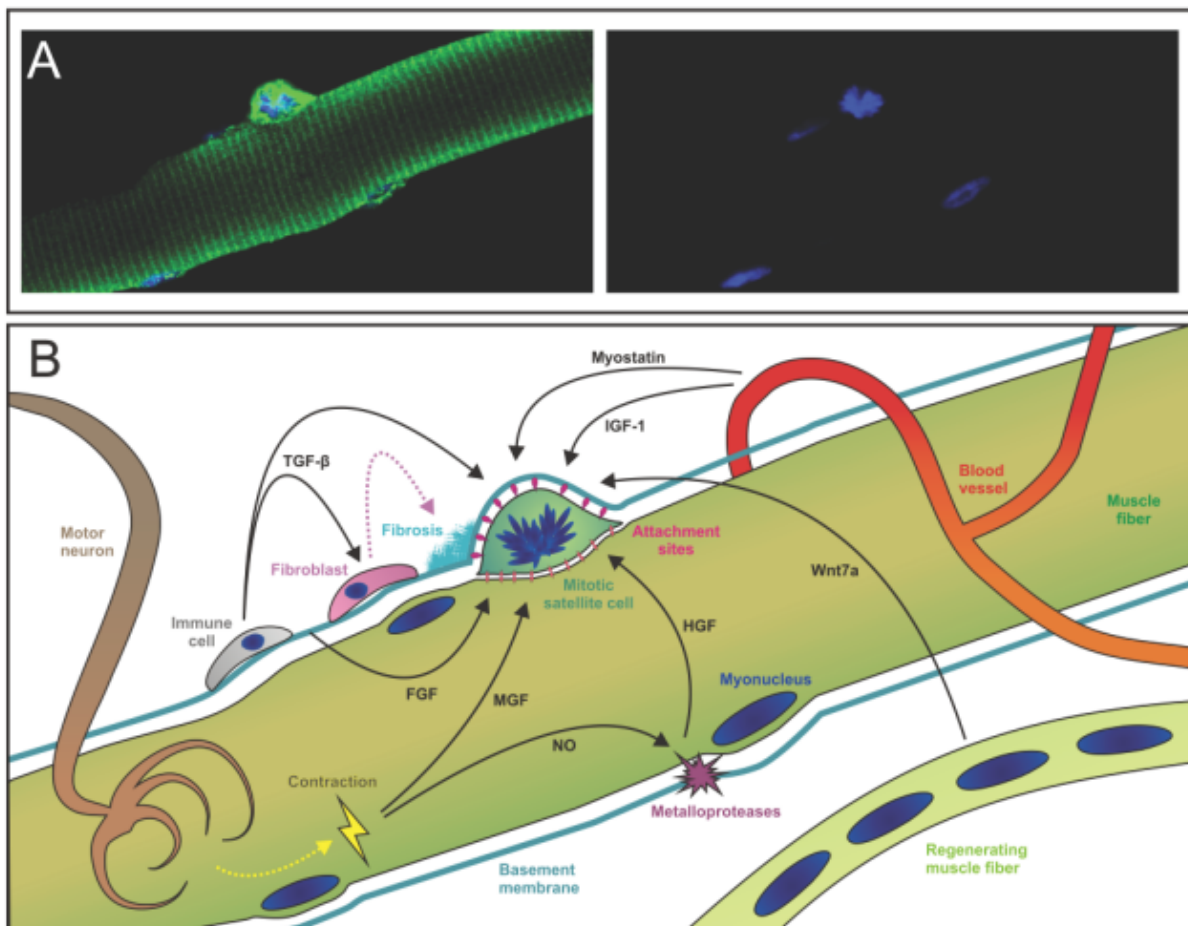 A
B
Myostatin
IGF-1
TGF-β
Blood
vessel
Muscle
fiber
Motor
neuron
Fibrosis
Attachment
sites
Fibroblast
Wnt7a
Mitotic
satellite cell
Immune
cell
HGF
FGF
MGF
Myonucleus
NO
Contraction
Metalloproteases
Basement
membrane
Regenerating
muscle fiber